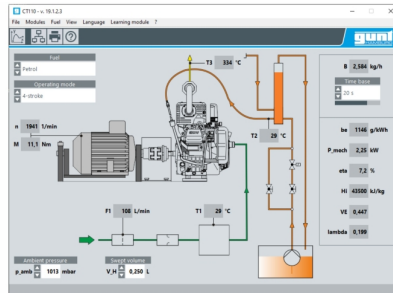 CT110 - v. 19.1.2.3
File Modules Fuel View Language Learning module ?
gunt
Fuel
Petrol
Operating mode
4-stroke
T3 334 °C
B 2,584 kg/h
Time base
20 s
n 1941 1/min
M 11,1 Nm
T2 29 °C
be 1146 g/kWh
P_mech 2,25 kW
eta 7,2 %
Hi 43500 kJ/kg
VE 0,447
lambda 0,199
F1 108 L/min
T1 29 °C
Ambient pressure
p_amb 1013 mbar
Swept volume
V_H 0,250 L